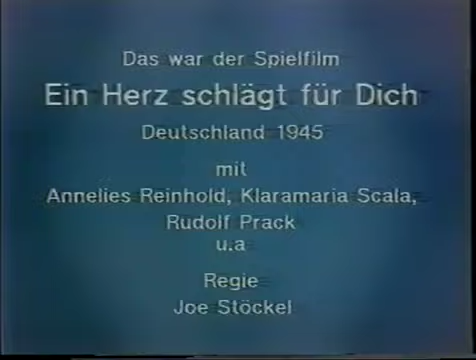 Das war der Spielfilm
Ein Herz schlägt für Dich
Deutschland 1945
mit
Annelies Reinhold, Klaramaria Scala,
Rudolf Prack
u.a
Regie
Joe Stöckel